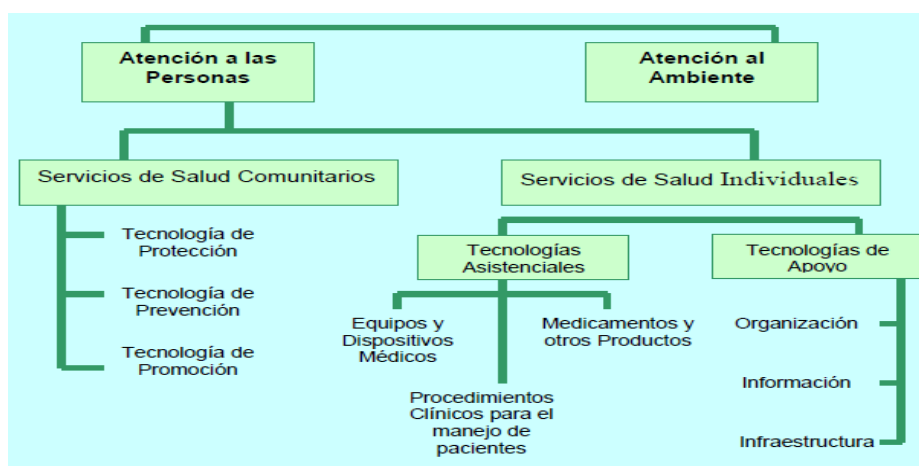 Atención a las
Personas
Atención al
Ambiente
Servicios de Salud Comunitarios
Servicios de Salud Individuales
Tecnología de
Protección
Tecnología de
Prevención
Tecnología de
Promoción
Tecnologías
Asistenciales
Tecnologías de
Apoyo
Equipos y
Dispositivos
Médicos
Medicamentos y
otros Productos
Procedimientos
Clínicos para el
manejo de
pacientes
Organización
Información
Infraestructura